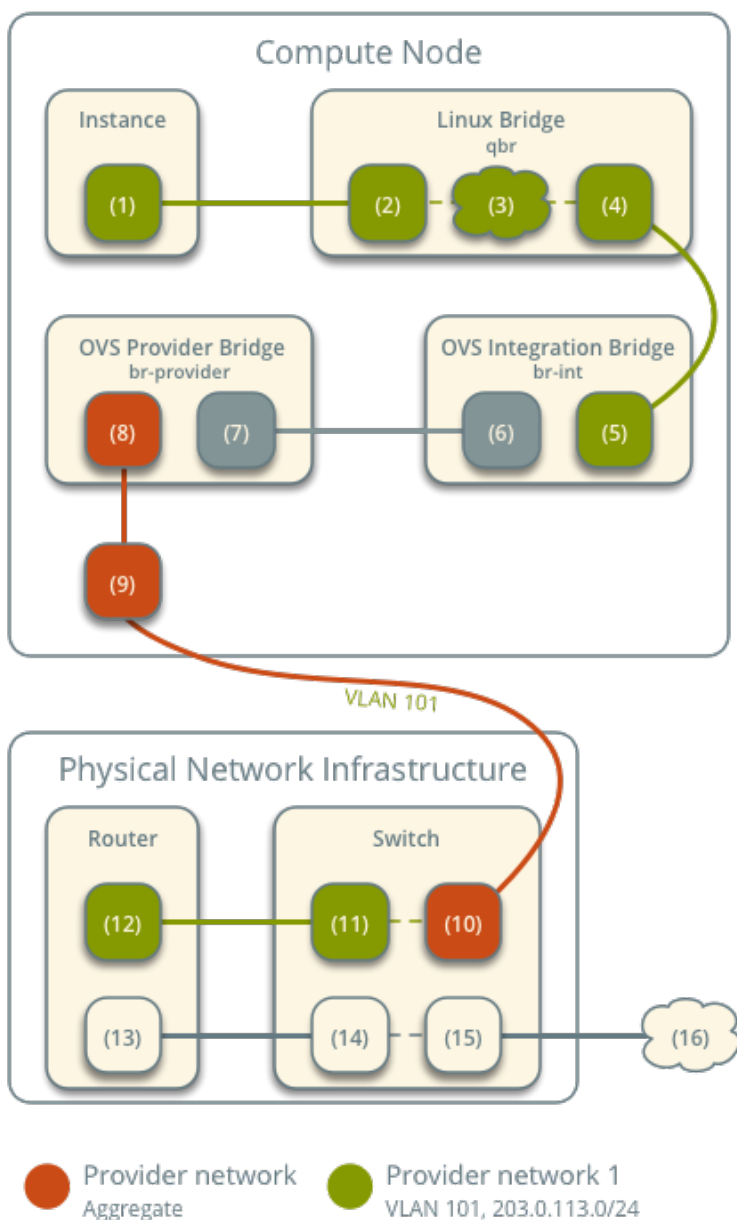 Compute Node
Instance
Linux Bridge
qbr
(1)
(2)
(3)
(4)
OVS Provider Bridge
br-provider
OVS Integration Bridge
br-int
(8)
(7)
(6)
(5)
(9)
VLAN 101
Physical Network Infrastructure
Router
Switch
(12)
(11)
(10)
(13)
(14)
(15)
(16)
Provider network
Aggregate
Provider network 1
VLAN 101, 203.0.113.0/24